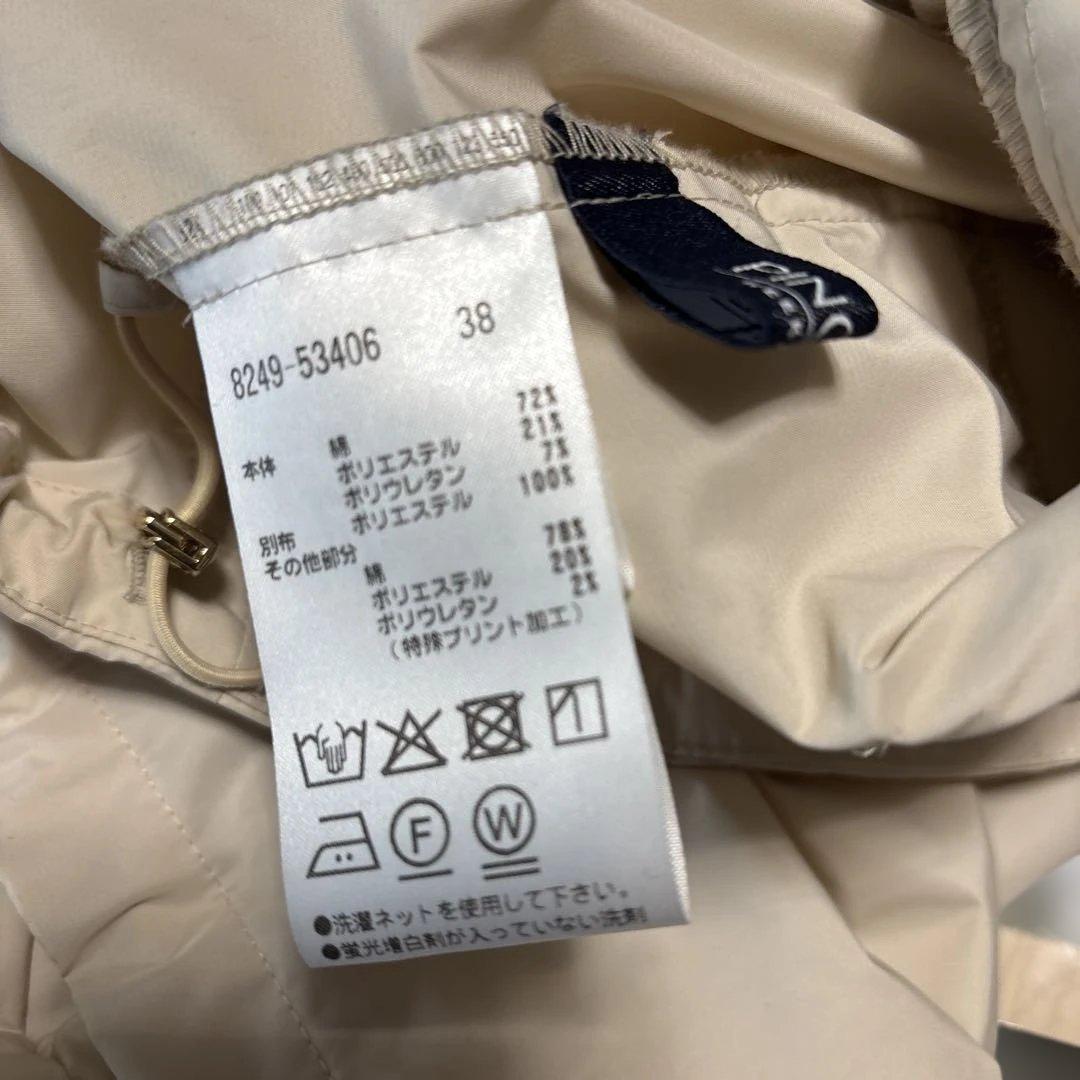 8249-53406 38
本体 綿 72%
ポリエステル 21%
ポリウレタン 7%
別布 ポリエステル 100%
その他部分
綿 78%
ポリエステル 20%
ポリウレタン 2%
(特殊プリント加工)
F W
●洗濯ネットを使用して下さい。
●蛍光増白剤が入っていない洗剤
PING